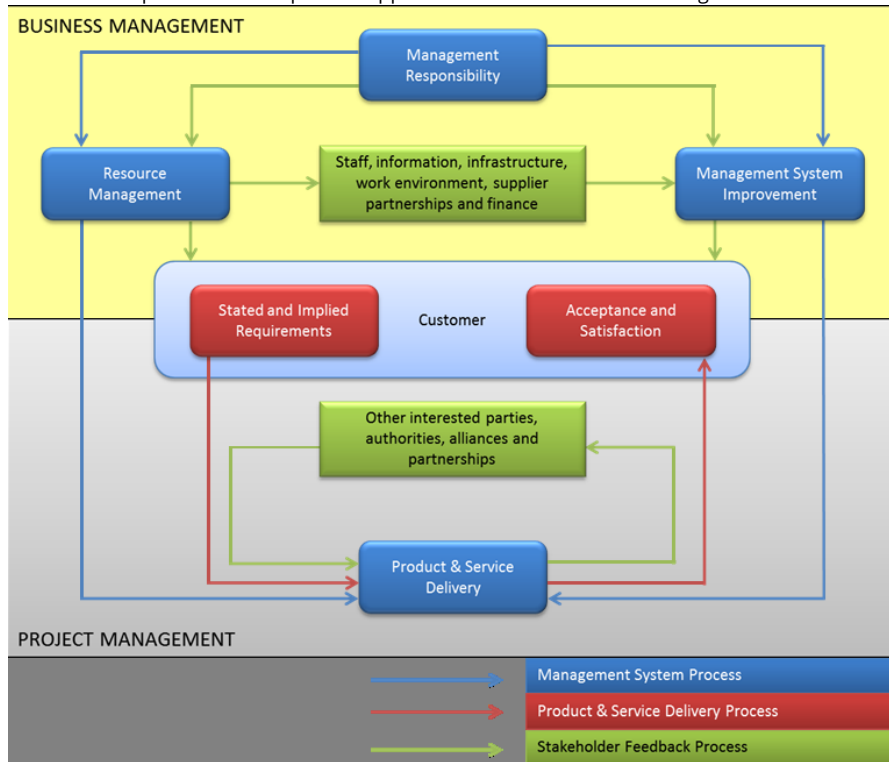 BUSINESS MANAGEMENT
Management
Responsibility
Resource
Management
Staff, information, infrastructure,
work environment, supplier
partnerships and finance
Management System
Improvement
Stated and Implied
Requirements
Customer
Acceptance and
Satisfaction
Other interested parties,
authorities, alliances and
partnerships
Product & Service
Delivery
PROJECT MANAGEMENT
Management System Process
Product & Service Delivery Process
Stakeholder Feedback Process